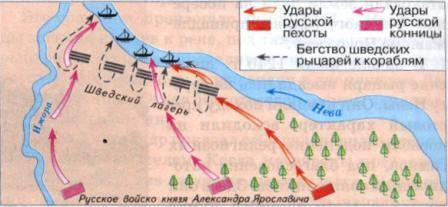 Удары русской пехоты
Удары русской конницы
Бегство шведских рыцарей к кораблям
Ижора
Шведский лагерь
Нева
Русское войско князя Александра Ярославича